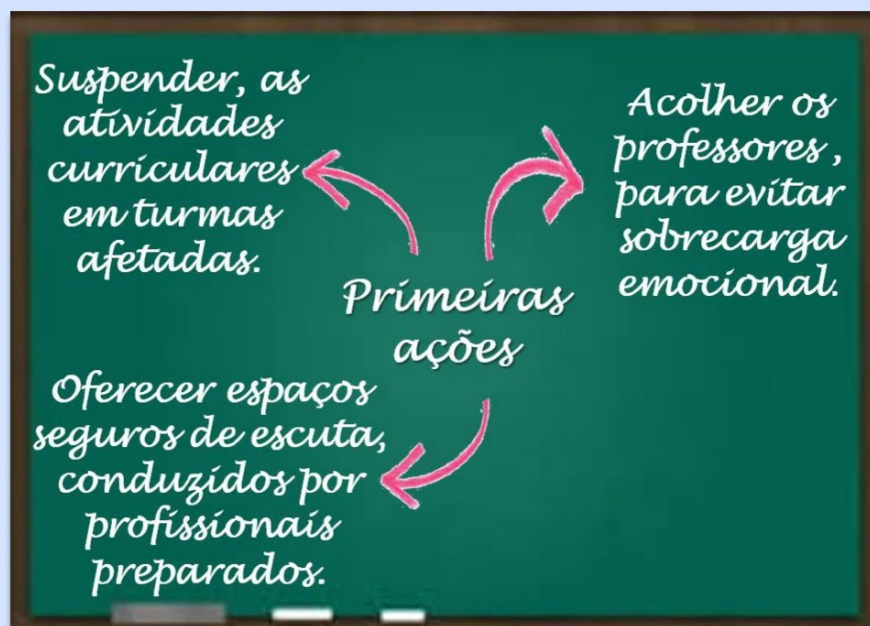 Primeiras
ações
Suspender, as
atividades
curriculares
em turmas
afetadas.
Acolher os
professores ,
para evitar
sobrecarga
emocional.
Oferecer espaços
seguros de escuta,
conduzidos por
profissionais
preparados.